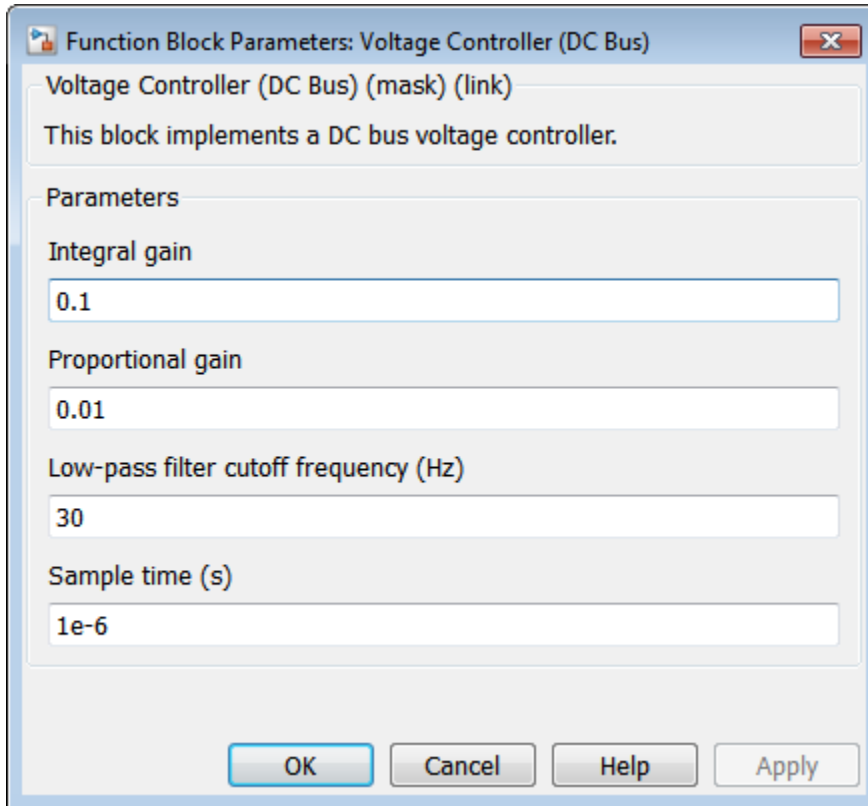 Function Block Parameters: Voltage Controller (DC Bus)
Voltage Controller (DC Bus) (mask) (link)
This block implements a DC bus voltage controller.
Parameters
Integral gain
0.1
Proportional gain
0.01
Low-pass filter cutoff frequency (Hz)
30
Sample time (s)
1e-6
OK Cancel Help Apply